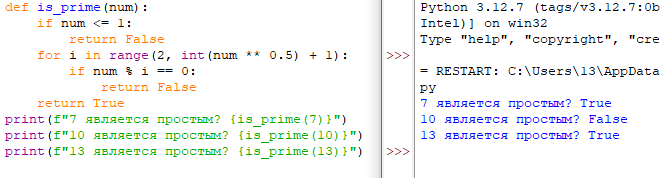 def is_prime(num):
    if num <= 1:
        return False
    for i in range(2, int(num ** 0.5) + 1):
        if num % i == 0:
            return False
    return True
print(f"7 является простым? {is_prime(7)}")
print(f"10 является простым? {is_prime(10)}")
print(f"13 является простым? {is_prime(13)}")
Python 3.12.7 (tags/v3.12.7:0b
Intel)] on win32
Type "help", "copyright", "cre
>>>
= RESTART: C:\Users\13\AppData
py
7 является простым? True
10 является простым? False
13 является простым? True
>>>